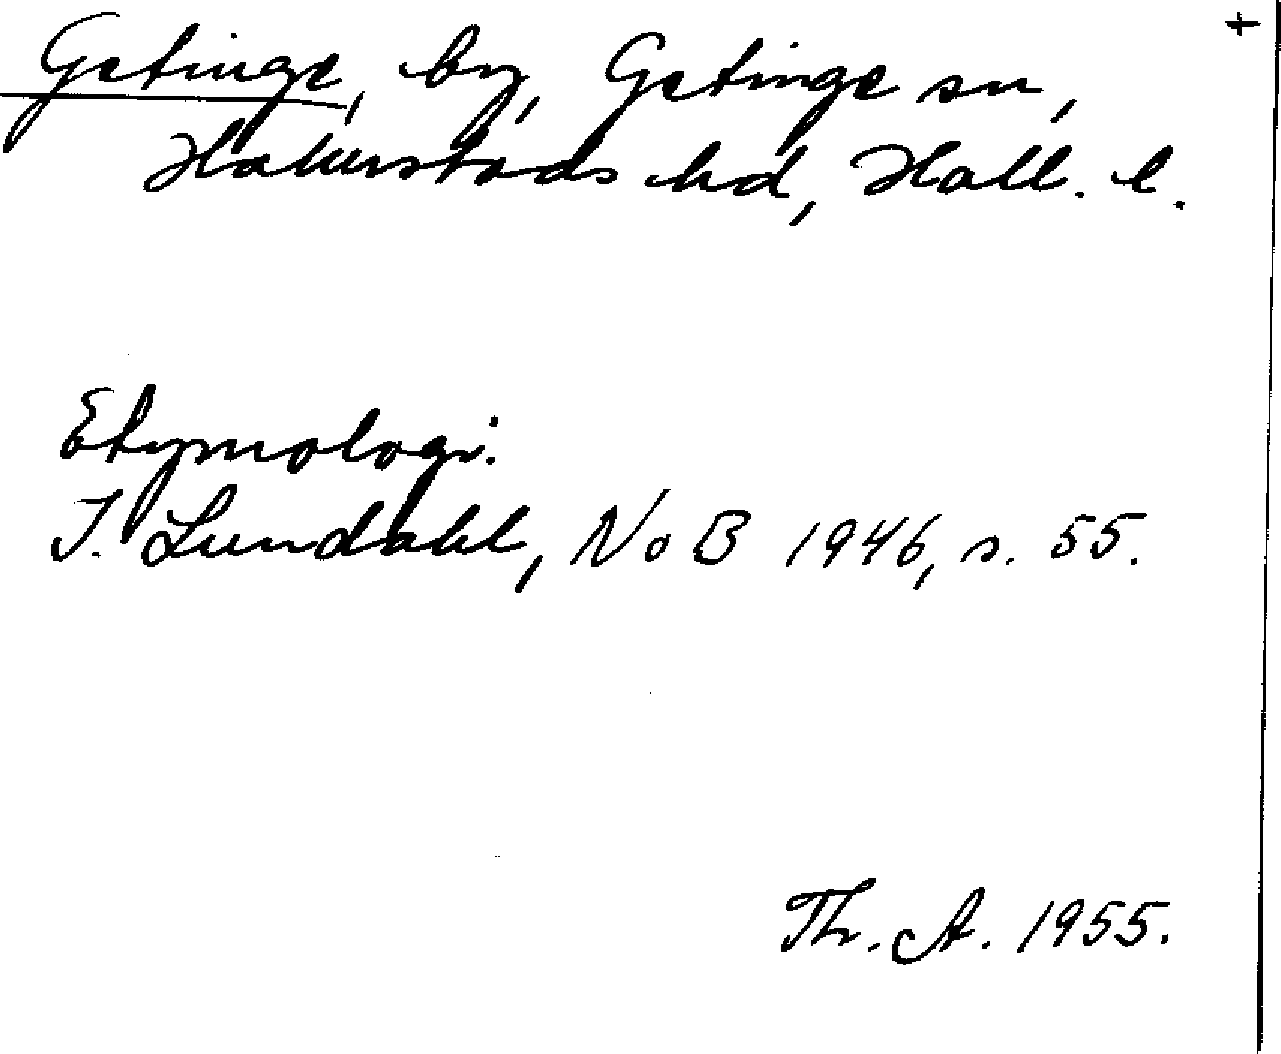 +
Getinge, by, Getinge sn,
Halmstads hd, Hall. l.
Etymologi:
I. Lundahl, NoB 1946, s. 55.
Th. A. 1955.